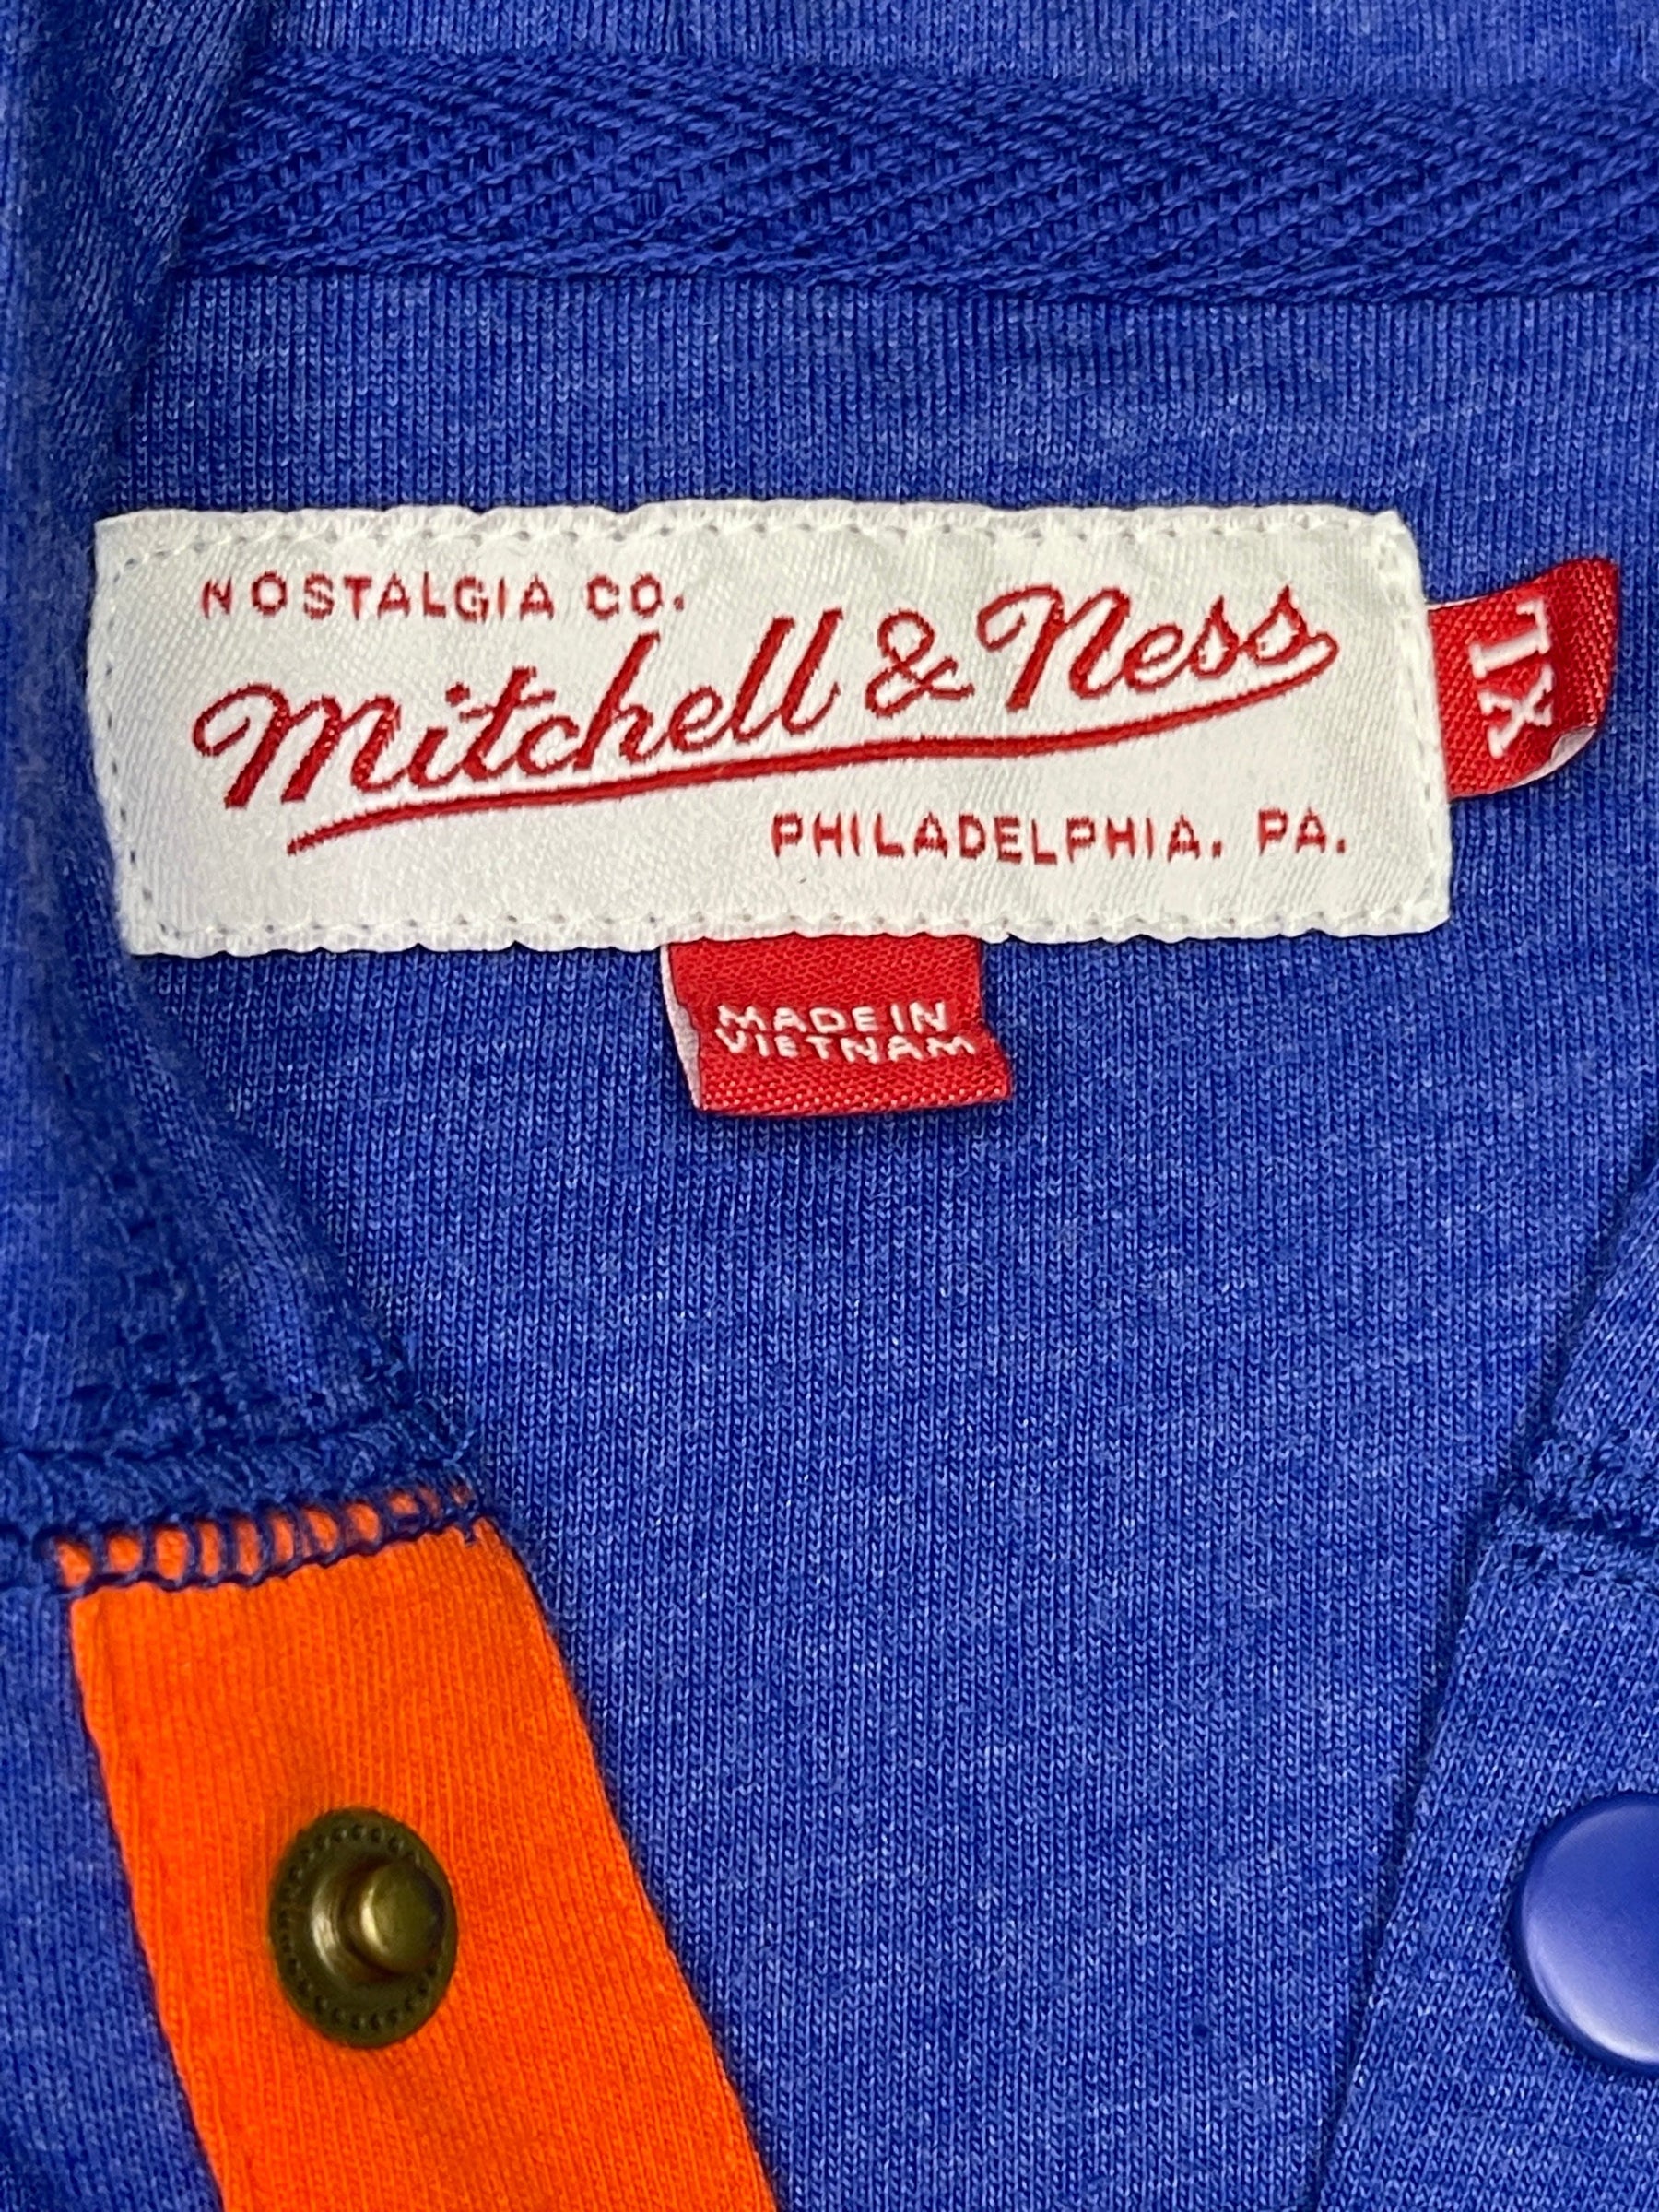 NOSTALGIA CO.
Mitchell & Ness
PHILADELPHIA, PA.
XL
MADE IN
VIETNAM